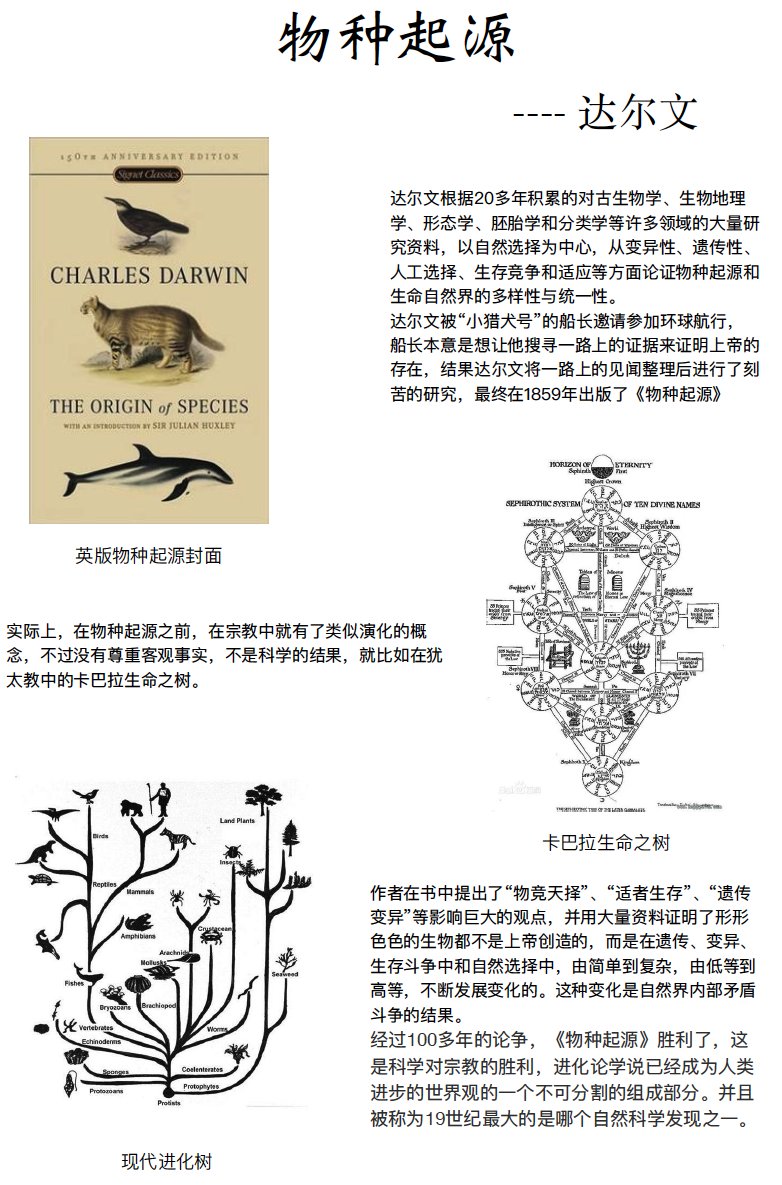 物种起源
---- 达尔文
150TH ANNIVERSARY EDITION
Signet Classics
CHARLES DARWIN
THE ORIGIN of SPECIES
WITH AN INTRODUCTION BY SIR JULIAN HUXLEY
英版物种起源封面
达尔文根据20多年积累的对古生物学、生物地理
学、形态学、胚胎学和分类学等许多领域的大量研
究资料，以自然选择为中心，从变异性、遗传性、
人工选择、生存竞争和适应等方面论证物种起源和
生命自然界的多样性与统一性。
达尔文被“小猎犬号”的船长邀请参加环球航行，
船长本意是想让他搜寻一路上的证据来证明上帝的
存在，结果达尔文将一路上的见闻整理后进行了刻
苦的研究，最终在1859年出版了《物种起源》
HORIZON OF ETERNITY
Sephiroth First
Highest Crown
SEPHIROTHIC SYSTEM OF TEN DIVINE NAMES
Sephiroth III
Sephiroth II
Highest Wisdom
Sephiroth V
Sephiroth IV
Sephiroth VIII
Sephiroth VII
Kingdom
卡巴拉生命之树
实际上，在物种起源之前，在宗教中就有了类似演化的概
念，不过没有尊重客观事实，不是科学的结果，就比如在犹
太教中的卡巴拉生命之树。
Land Plants
Birds
Insects
Reptiles
Mammals
Crustacean
Amphibians
Arachnids
Mollusks
Seaweed
Fishes
Bryozoans
Brachiopod
Vertebrates
Worms
Echinoderms
Sponges
Coelenterates
Protozoans
Protophytes
Protists
现代进化树
作者在书中提出了“物竞天择”、“适者生存”、“遗传
变异”等影响巨大的观点，并用大量资料证明了形形
色色的生物都不是上帝创造的，而是在遗传、变异、
生存斗争中和自然选择中，由简单到复杂，由低等到
高等，不断发展变化的。这种变化是自然界内部矛盾
斗争的结果。
经过100多年的论争，《物种起源》胜利了，这
是科学对宗教的胜利，进化论学说已经成为人类
进步的世界观的一个不可分割的组成部分。并且
被称为19世纪最大的是哪个自然科学发现之一。